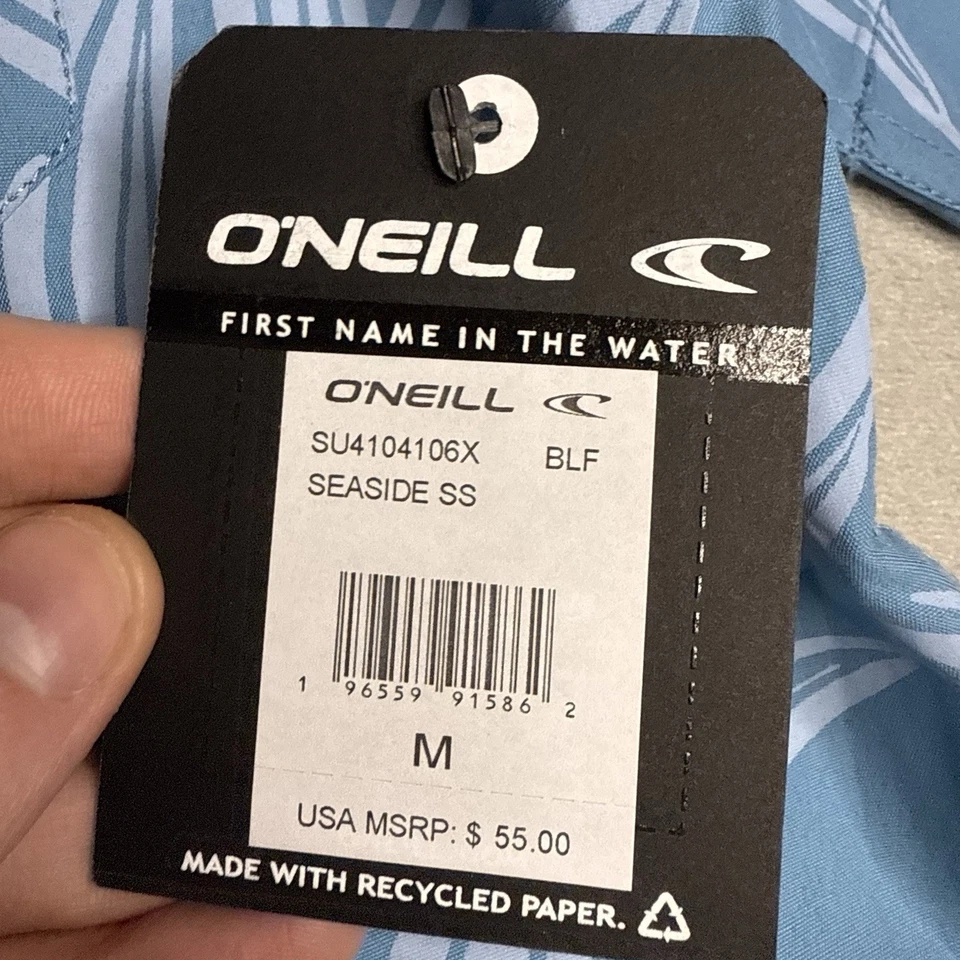 O'NEILL
FIRST NAME IN THE WATER
O'NEILL
SU4104106X BLF
SEASIDE SS
1 96559 91586 2
M
USA MSRP: $ 55.00
MADE WITH RECYCLED PAPER.